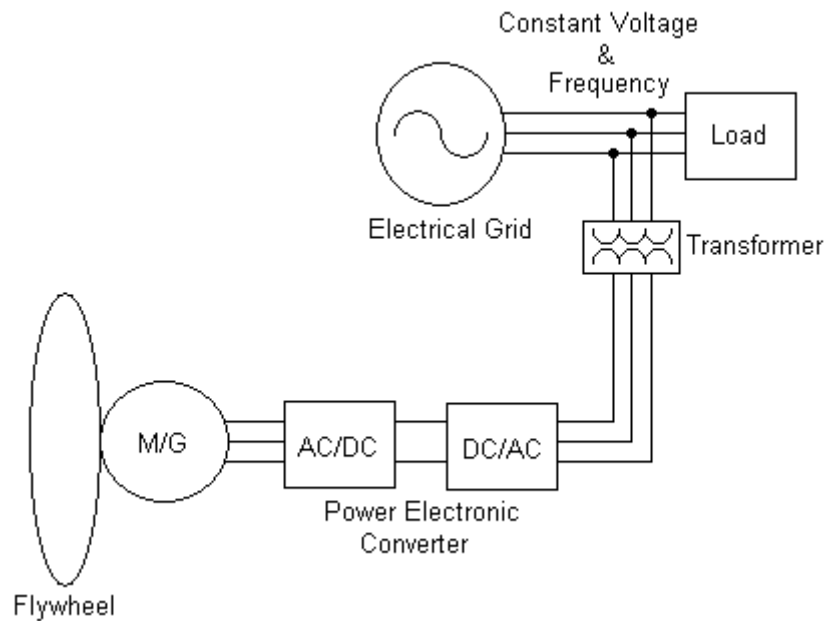 Constant Voltage
&
Frequency
Load
Electrical Grid
Transformer
M/G
AC/DC
DC/AC
Power Electronic
Converter
Flywheel